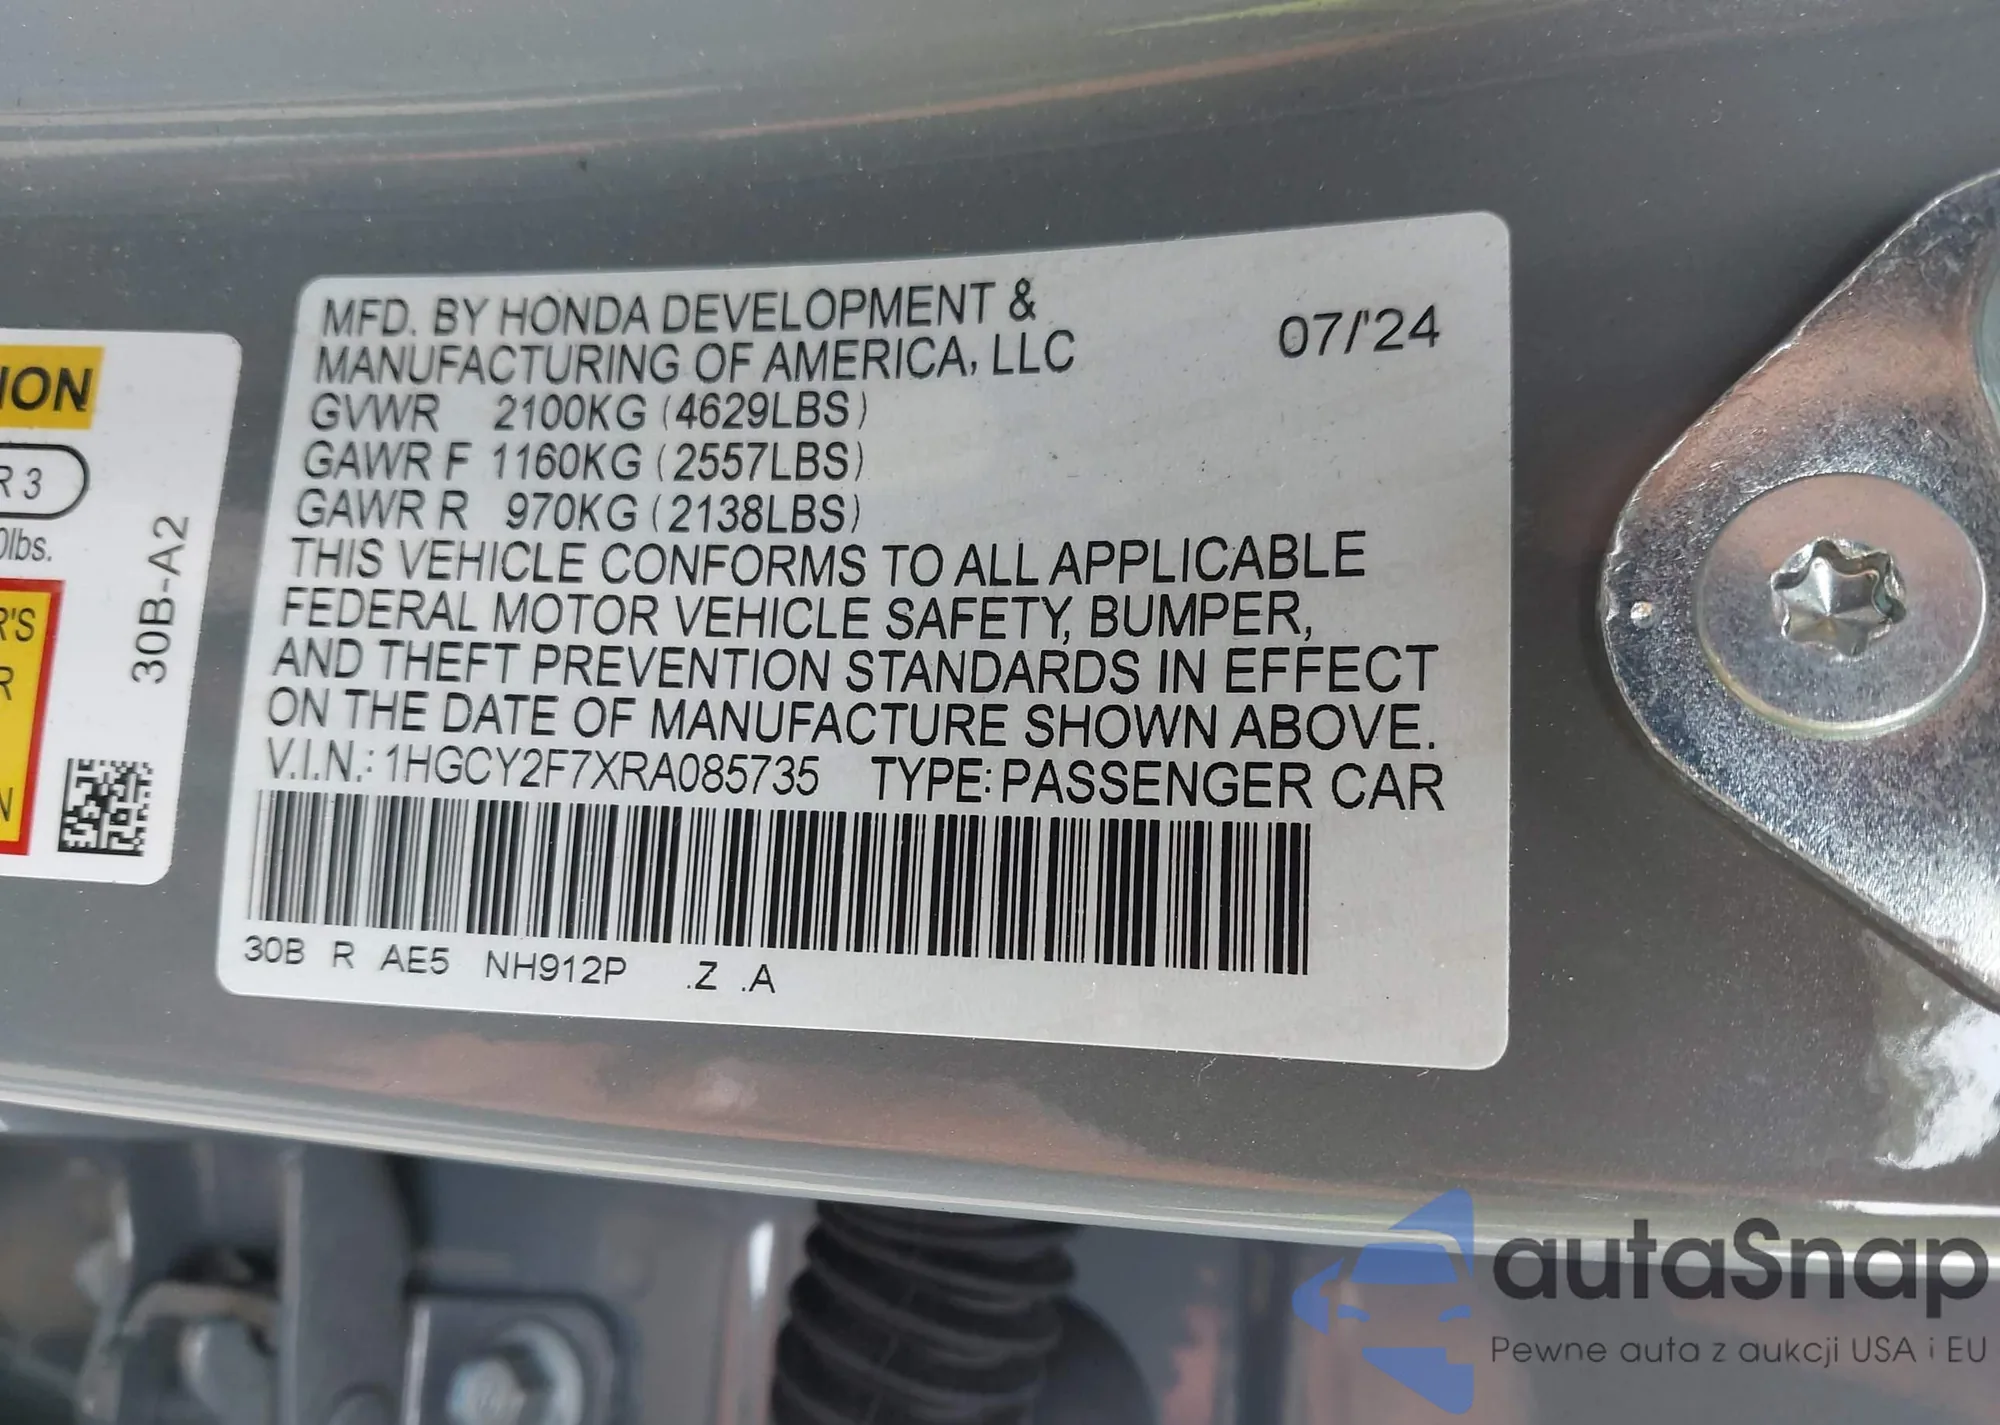 MFD. BY HONDA DEVELOPMENT &
MANUFACTURING OF AMERICA, LLC
07/'24
GVWR 2100KG (4629LBS)
GAWR F 1160KG (2557LBS)
GAWR R 970KG (2138LBS)
THIS VEHICLE CONFORMS TO ALL APPLICABLE
FEDERAL MOTOR VEHICLE SAFETY, BUMPER,
AND THEFT PREVENTION STANDARDS IN EFFECT
ON THE DATE OF MANUFACTURE SHOWN ABOVE.
V.I.N.: 1HGCY2F7XRA085735 TYPE: PASSENGER CAR
30B R AE5 NH912P .Z .A
ION
R 3
0lbs.
R'S
R
N
30B-A2
autaSnap
Pewne auta z aukcji USA i EU